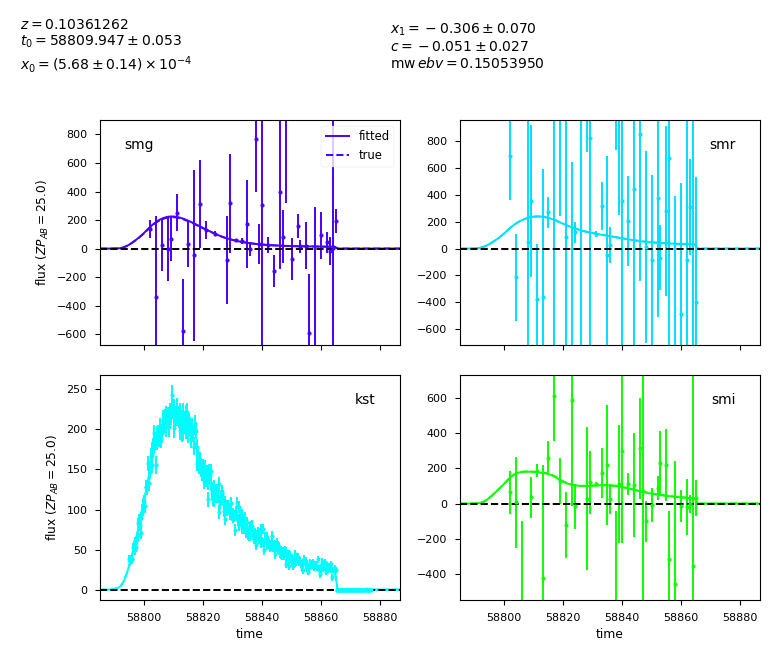 z = 0.10361262
t₀ = 58809.947 ± 0.053
x₀ = (5.68 ± 0.14) × 10⁻⁴
x₁ = −0.306 ± 0.070
c = −0.051 ± 0.027
mw ebv = 0.15053950
flux (ZP_AB = 25.0)
800
600
400
200
0
−200
−400
−600
smg
fitted
true
800
600
400
200
0
−200
−400
−600
smr
flux (ZP_AB = 25.0)
250
200
150
100
50
0
kst
58800
58820
58840
58860
58880
time
600
400
200
0
−200
−400
smi
58800
58820
58840
58860
58880
time